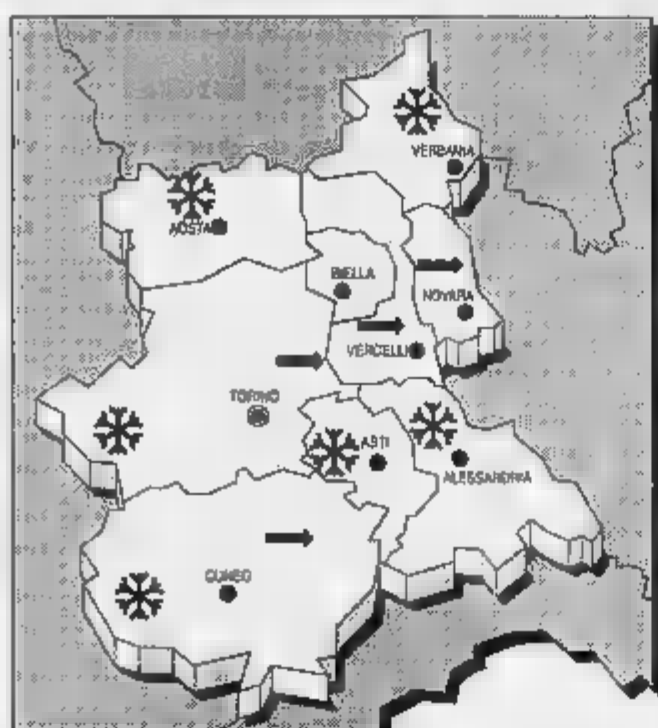 VERBANIA
AOSTA
BIELLA
NOVARA
VERCELLI
TORINO
ASTI
ALESSANDRIA
CUNEO